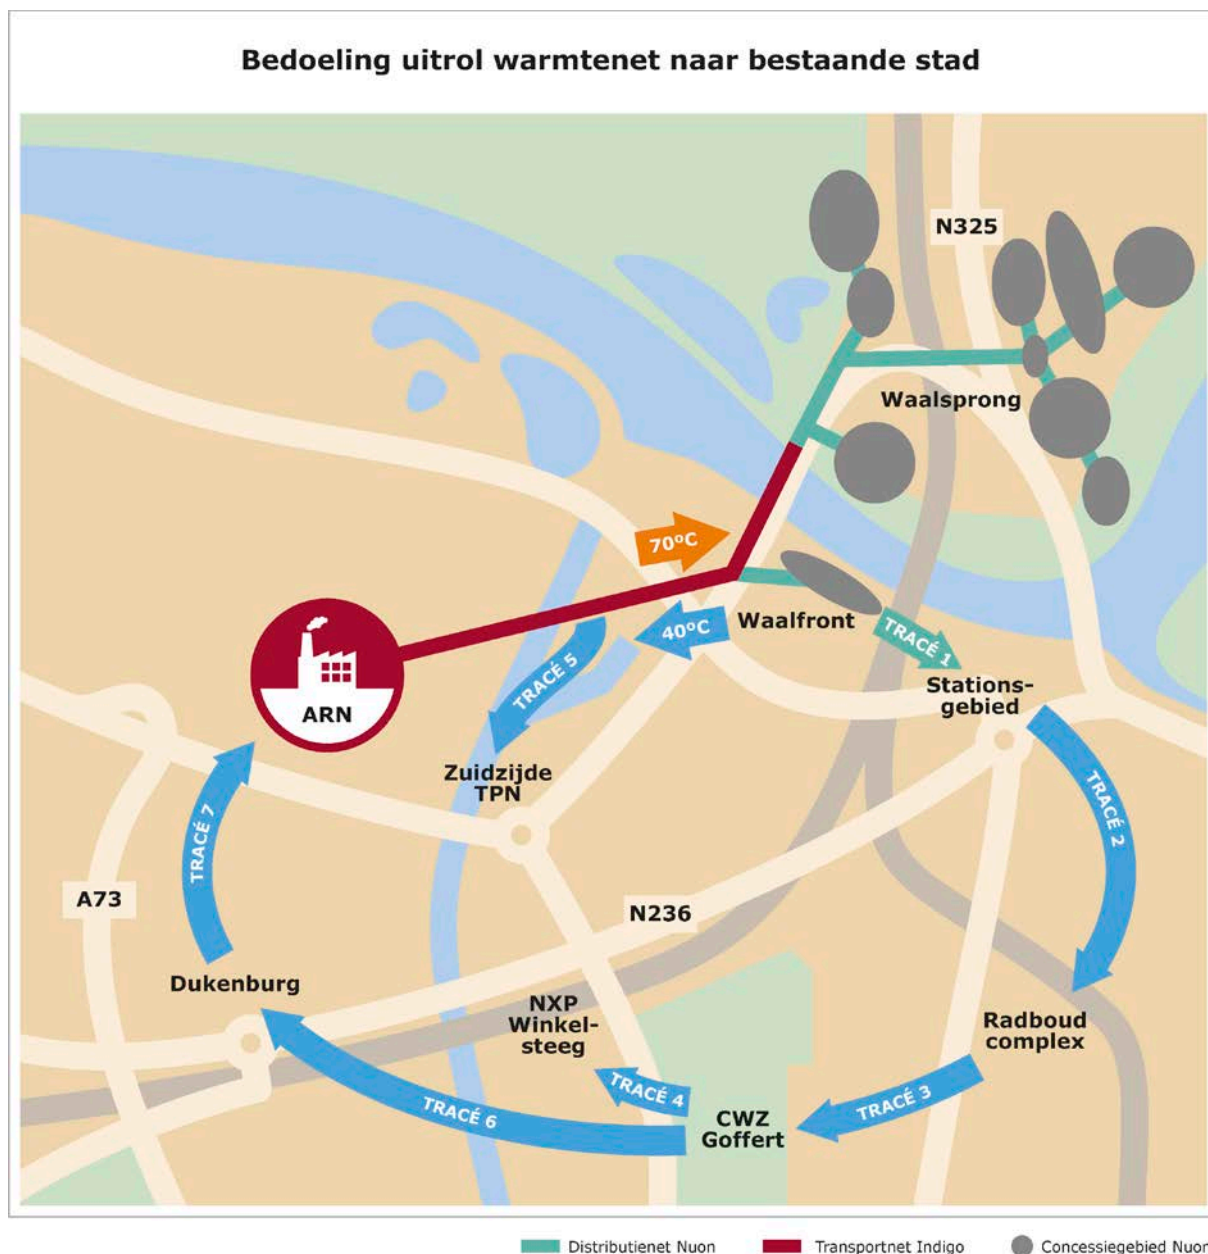 Bedoeling uitrol warmtenet naar bestaande stad
N325
Waalsprong
70ºC
40ºC
Waalfront
TRACÉ 1
Stations-
gebied
ARN
TRACÉ 5
Zuidzijde
TPN
TRACÉ 2
TRACÉ 7
A73
N236
Dukenburg
NXP
Winkel-
steeg
Radboud
complex
TRACÉ 3
TRACÉ 4
TRACÉ 6
CWZ
Goffert
Distributienet Nuon
Transportnet Indigo
Concessiegebied Nuon